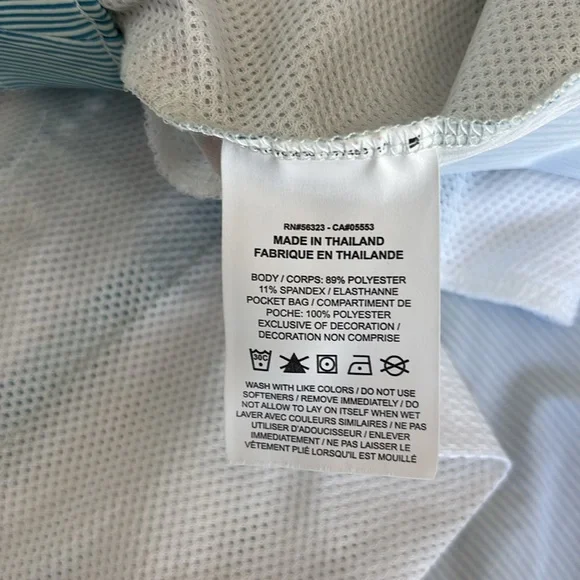 RN#56323 - CA#05553
MADE IN THAILAND
FABRIQUE EN THAILANDE
BODY / CORPS: 89% POLYESTER
11% SPANDEX / ELASTHANNE
POCKET BAG / COMPARTIMENT DE
POCHE: 100% POLYESTER
EXCLUSIVE OF DECORATION /
DECORATION NON COMPRISE
30C
WASH WITH LIKE COLORS / DO NOT USE
SOFTENERS / REMOVE IMMEDIATELY / DO
NOT ALLOW TO LAY ON ITSELF WHEN WET
LAVER AVEC COULEURS SIMILAIRES / NE PAS
UTILISER D'ADOUCISSEUR / ENLEVER
IMMEDIATEMENT / NE PAS LAISSER LE
VÊTEMENT PLIÉ LORSQU'IL EST MOUILLÉ